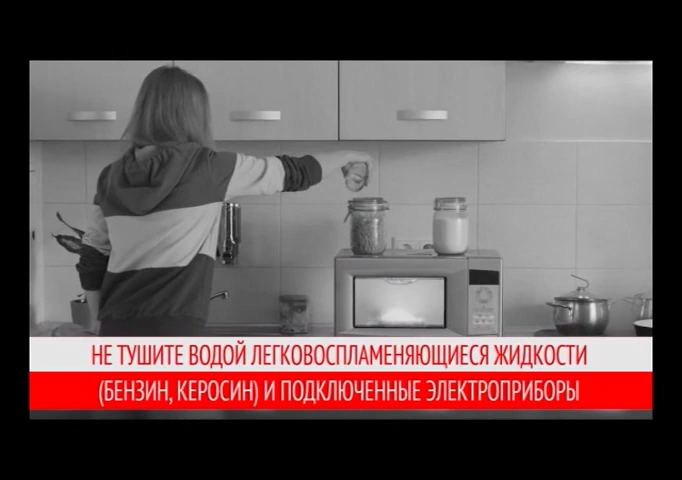 НЕ ТУШИТЕ ВОДОЙ ЛЕГКОВОСПЛАМЕНЯЮЩИЕСЯ ЖИДКОСТИ
(БЕНЗИН, КЕРОСИН) И ПОДКЛЮЧЕННЫЕ ЭЛЕКТРОПРИБОРЫ